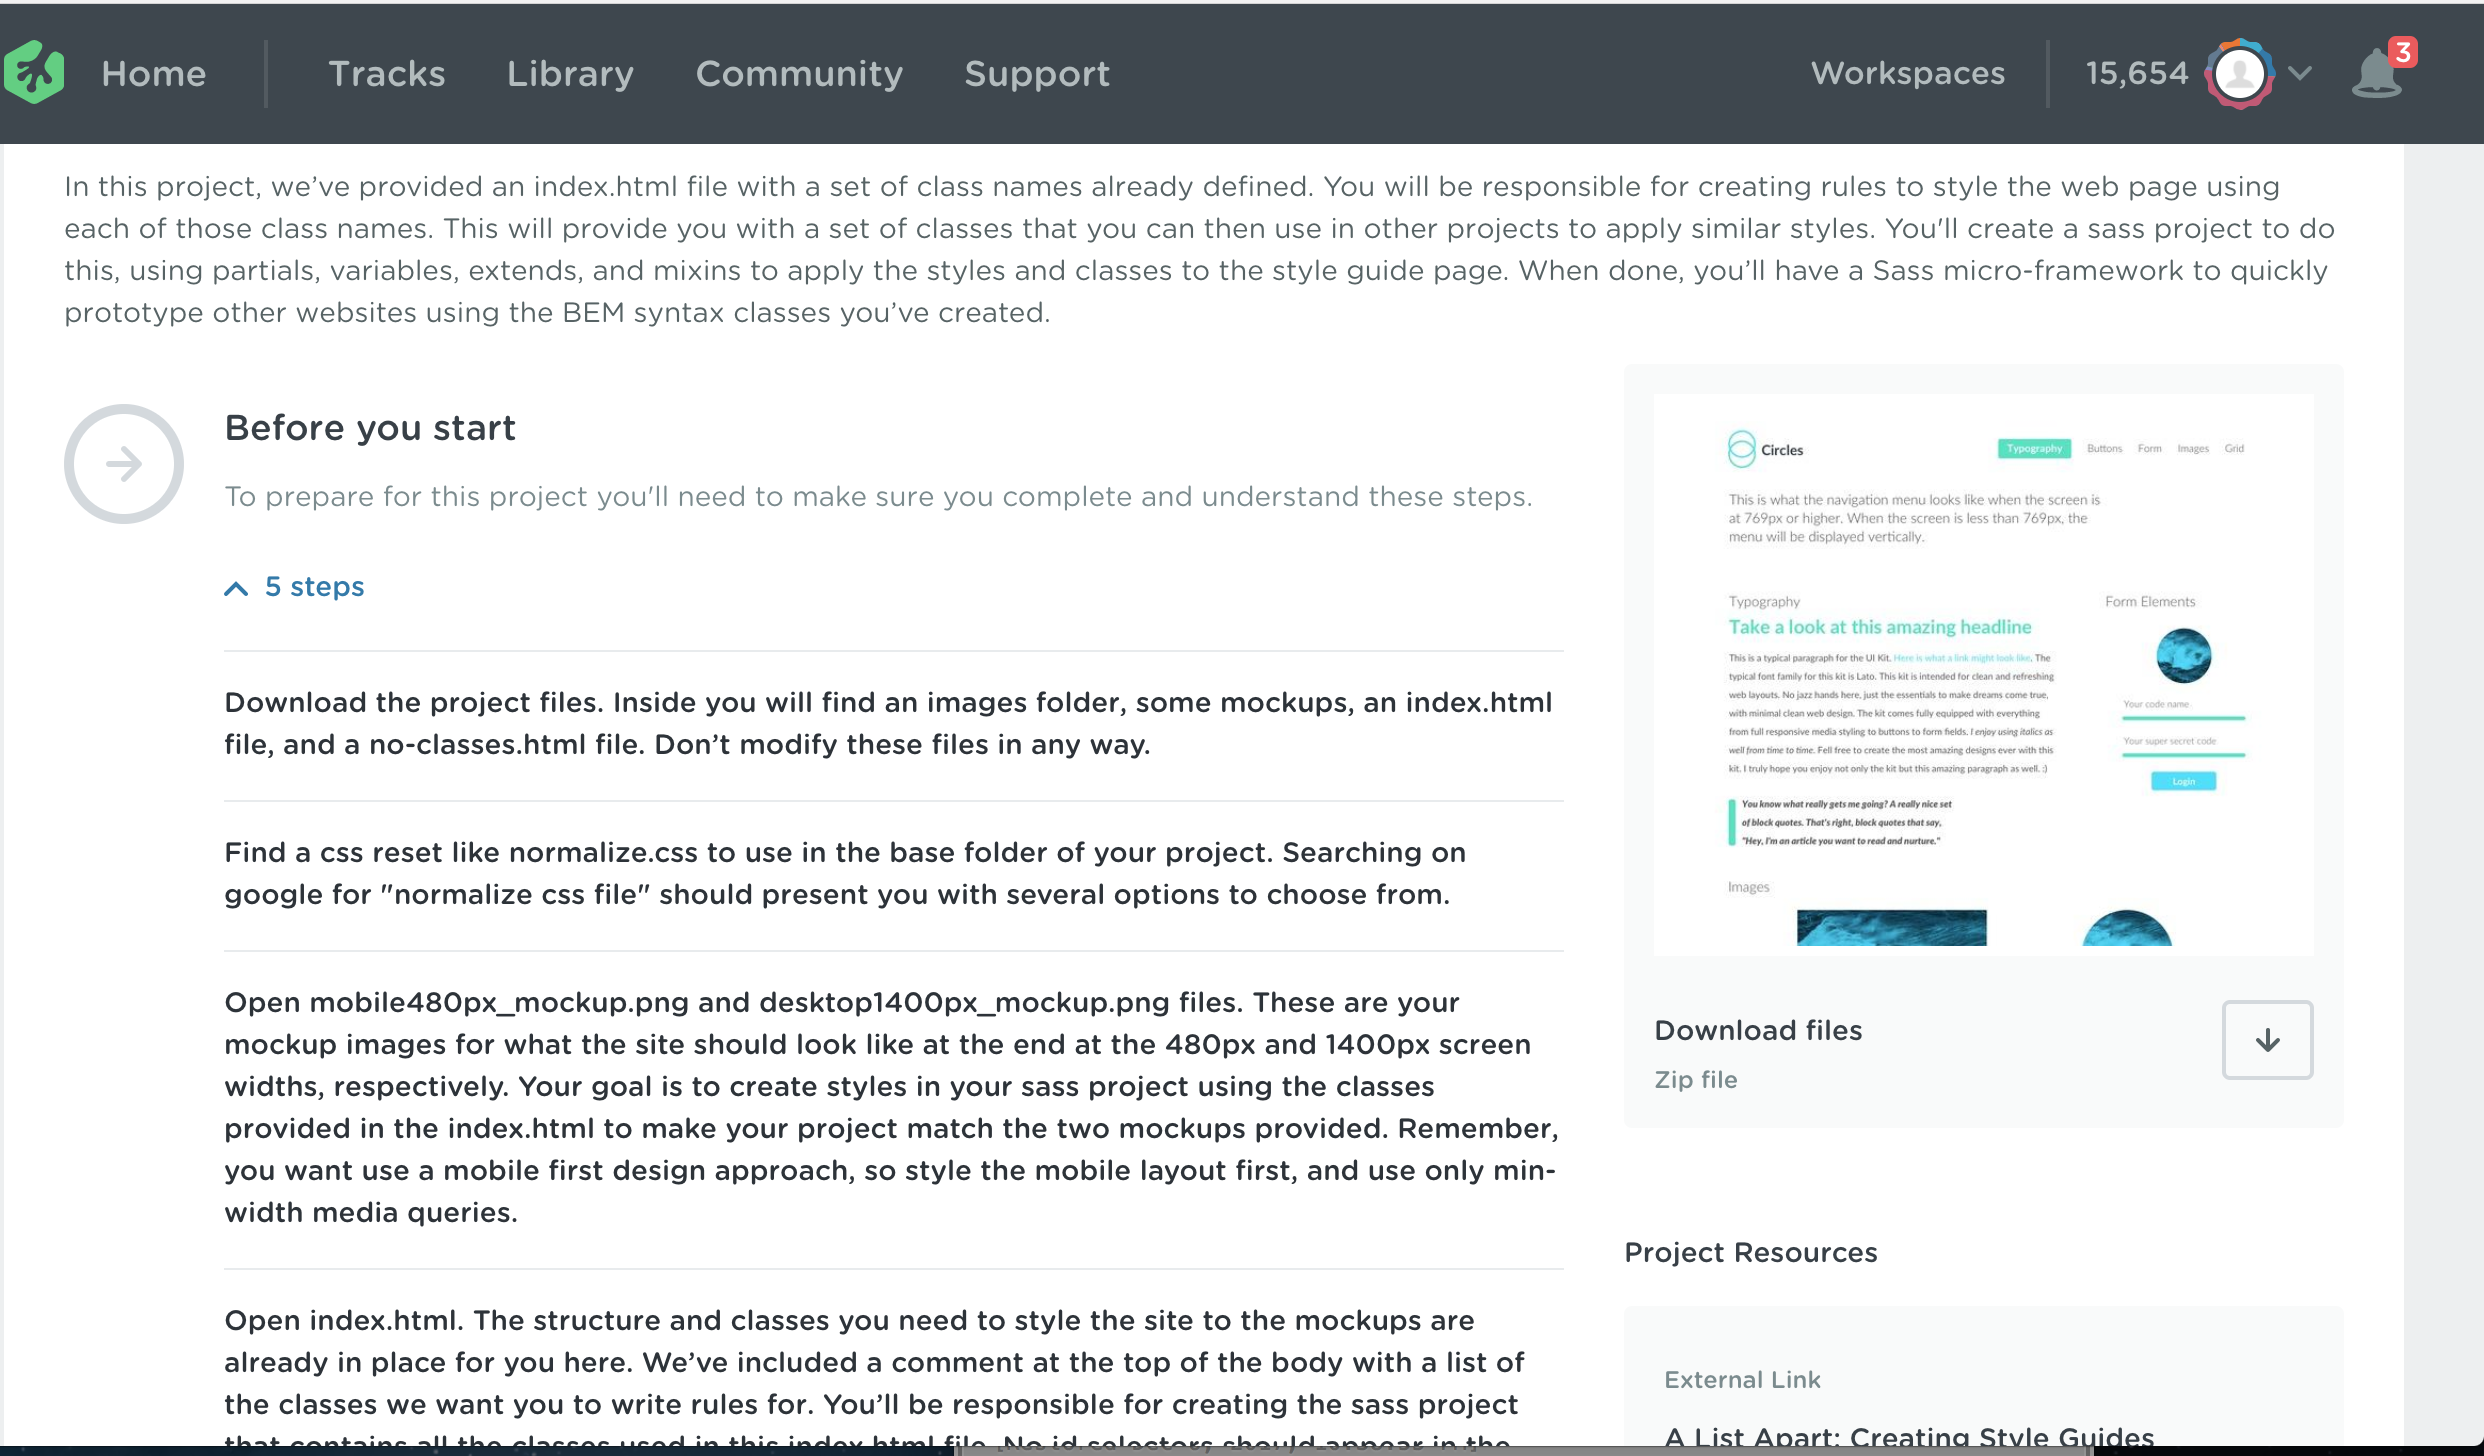 Home
Tracks
Library
Community
Support
Workspaces
15,654
3
In this project, we’ve provided an index.html file with a set of class names already defined. You will be responsible for creating rules to style the web page using
each of those class names. This will provide you with a set of classes that you can then use in other projects to apply similar styles. You'll create a sass project to do
this, using partials, variables, extends, and mixins to apply the styles and classes to the style guide page. When done, you’ll have a Sass micro-framework to quickly
prototype other websites using the BEM syntax classes you’ve created.
Before you start
To prepare for this project you'll need to make sure you complete and understand these steps.
5 steps
Download the project files. Inside you will find an images folder, some mockups, an index.html
file, and a no-classes.html file. Don’t modify these files in any way.
Find a css reset like normalize.css to use in the base folder of your project. Searching on
google for "normalize css file" should present you with several options to choose from.
Open mobile480px_mockup.png and desktop1400px_mockup.png files. These are your
mockup images for what the site should look like at the end at the 480px and 1400px screen
widths, respectively. Your goal is to create styles in your sass project using the classes
provided in the index.html to make your project match the two mockups provided. Remember,
you want use a mobile first design approach, so style the mobile layout first, and use only min-
width media queries.
Open index.html. The structure and classes you need to style the site to the mockups are
already in place for you here. We’ve included a comment at the top of the body with a list of
the classes we want you to write rules for. You’ll be responsible for creating the sass project
that contains all the classes used in this index.html file. No id selectors should appear in the
Circles
Typography
Buttons
Form
Images
Grid
This is what the navigation menu looks like when the screen is
at 769px or higher. When the screen is less than 769px, the
menu will be displayed vertically.
Typography
Take a look at this amazing headline
This is a typical paragraph for the UI Kit. Here is what a link might look like. The
typical font family for this kit is Lato. This kit is intended for clean and refreshing
web layouts. No jazz hands here, just the essentials to make dreams come true,
with minimal clean web design. The kit comes fully equipped with everything
from full responsive media styling to buttons to form fields. I enjoy using italics as
well from time to time. Fell free to create the most amazing designs ever with this
kit. I truly hope you enjoy not only the kit but this amazing paragraph as well. :)
You know what really gets me going? A really nice set
of block quotes. That's right, block quotes that say,
"Hey, I'm an article you want to read and nurture."
Images
Form Elements
Your code name
Your super secret code
Login
Download files
Zip file
Project Resources
External Link
A List Apart: Creating Style Guides